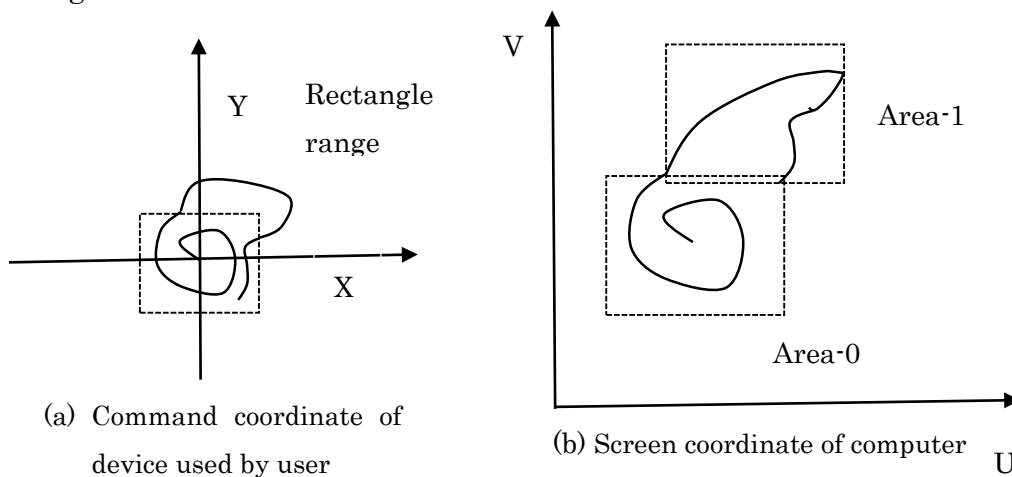 Y
Rectangle
range
X
(a) Command coordinate of
device used by user
V
Area-1
Area-0
(b) Screen coordinate of computer
U